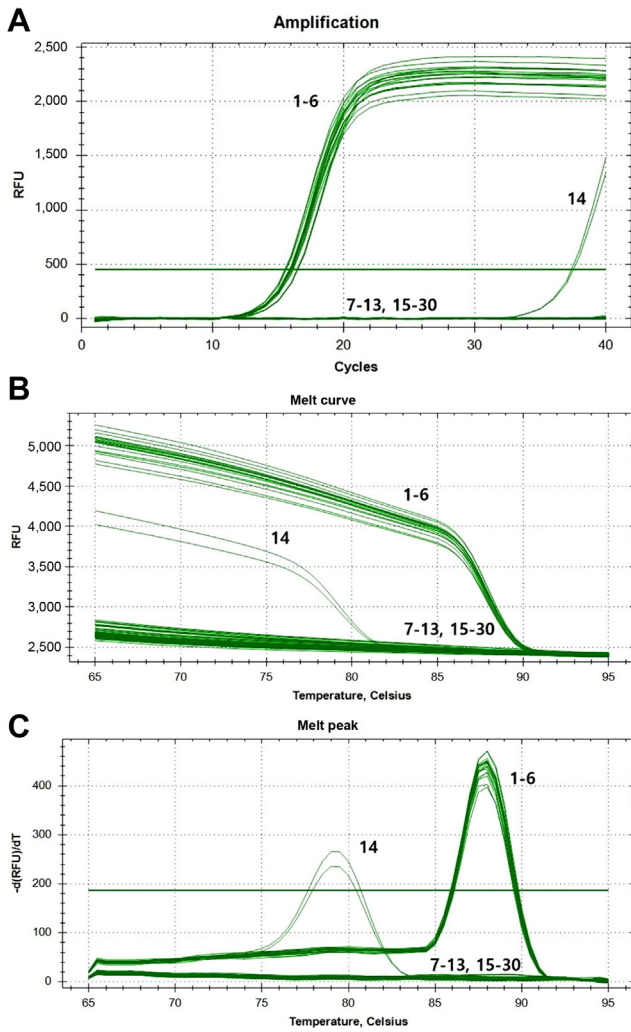 A
Amplification
2,500
2,000
1,500
1,000
500
0
RFU
1-6
14
7-13, 15-30
0 10 20 30 40
Cycles
B
Melt curve
5,000
4,500
4,000
3,500
3,000
2,500
RFU
1-6
14
7-13, 15-30
65 70 75 80 85 90 95
Temperature, Celsius
C
Melt peak
400
300
200
100
0
-d(RFU)/dT
1-6
14
7-13, 15-30
65 70 75 80 85 90 95
Temperature, Celsius